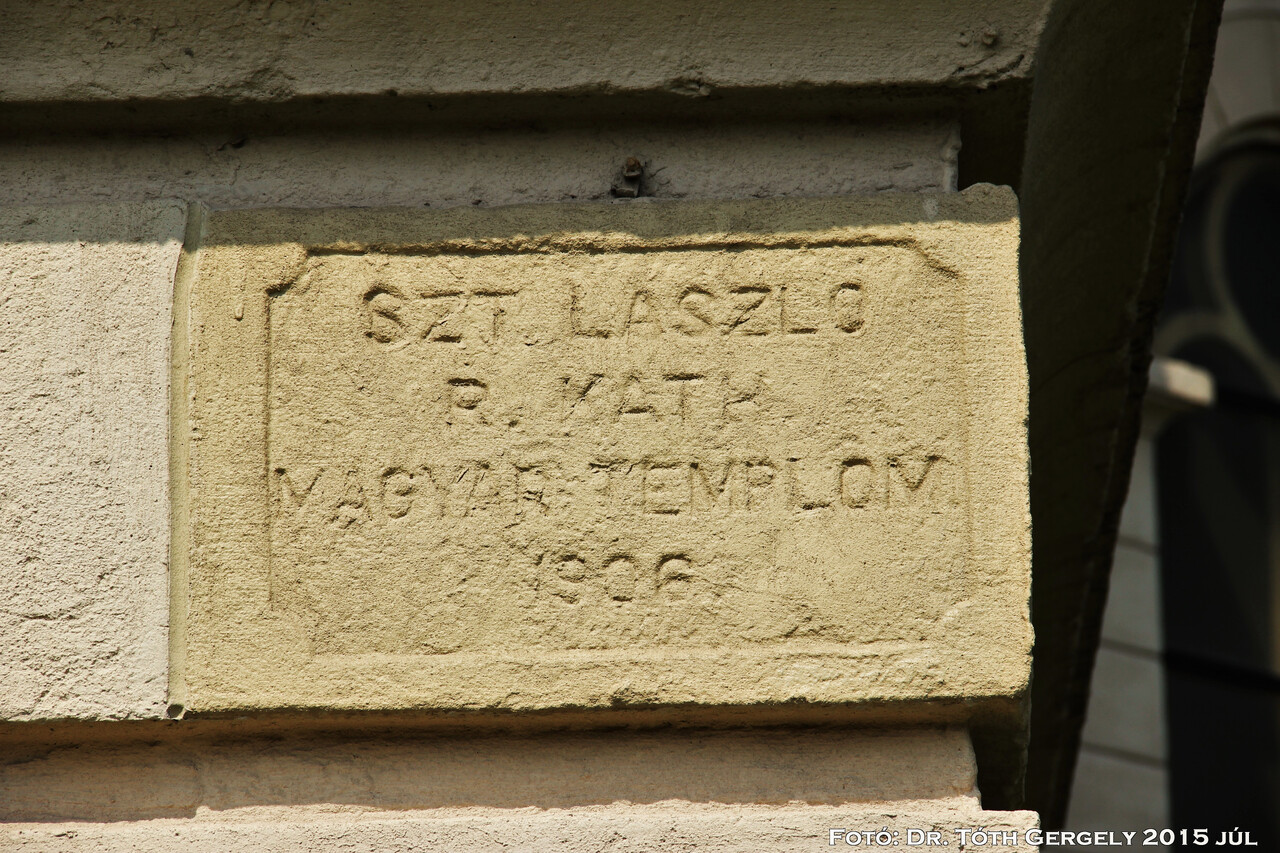 SZT. LÁSZLÓ
R. KATH
MAGYAR TEMPLOM
1906
FOTÓ: DR. TÓTH GERGELY 2015 JÚL